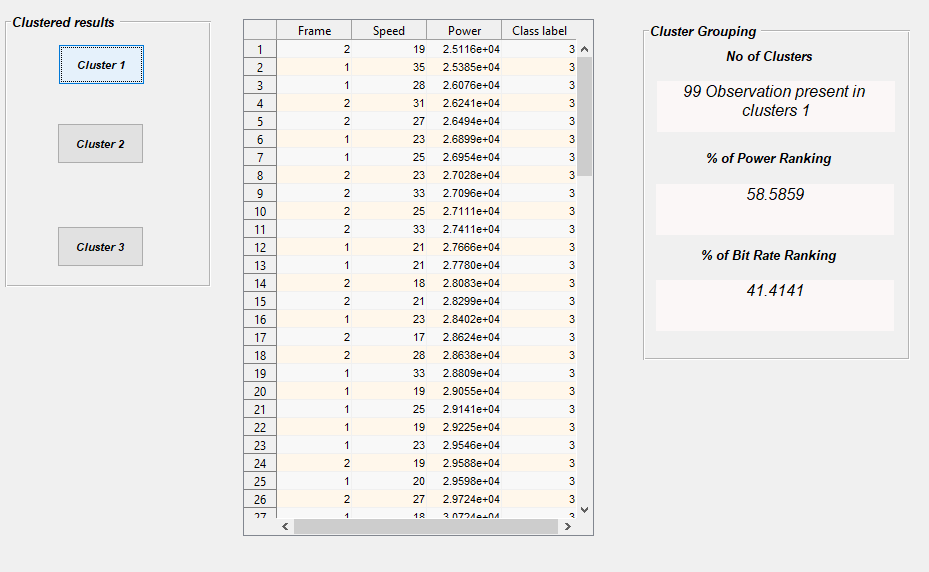 Clustered results
Cluster 1
Cluster 2
Cluster 3
Frame Speed Power Class label
1 2 19 2.5116e+04 3
2 1 35 2.5385e+04 3
3 1 28 2.6076e+04 3
4 2 31 2.6241e+04 3
5 2 27 2.6494e+04 3
6 1 23 2.6899e+04 3
7 1 25 2.6954e+04 3
8 2 23 2.7028e+04 3
9 2 33 2.7096e+04 3
10 2 25 2.7111e+04 3
11 2 33 2.7411e+04 3
12 1 21 2.7666e+04 3
13 1 21 2.7780e+04 3
14 2 18 2.8083e+04 3
15 2 21 2.8299e+04 3
16 1 23 2.8402e+04 3
17 2 17 2.8624e+04 3
18 2 28 2.8638e+04 3
19 1 33 2.8809e+04 3
20 1 19 2.9055e+04 3
21 1 25 2.9141e+04 3
22 1 19 2.9225e+04 3
23 1 23 2.9546e+04 3
24 2 19 2.9588e+04 3
25 1 20 2.9598e+04 3
26 2 27 2.9724e+04 3
27 1 18 3.0724e+04 3
Cluster Grouping
No of Clusters
99 Observation present in
clusters 1
% of Power Ranking
58.5859
% of Bit Rate Ranking
41.4141